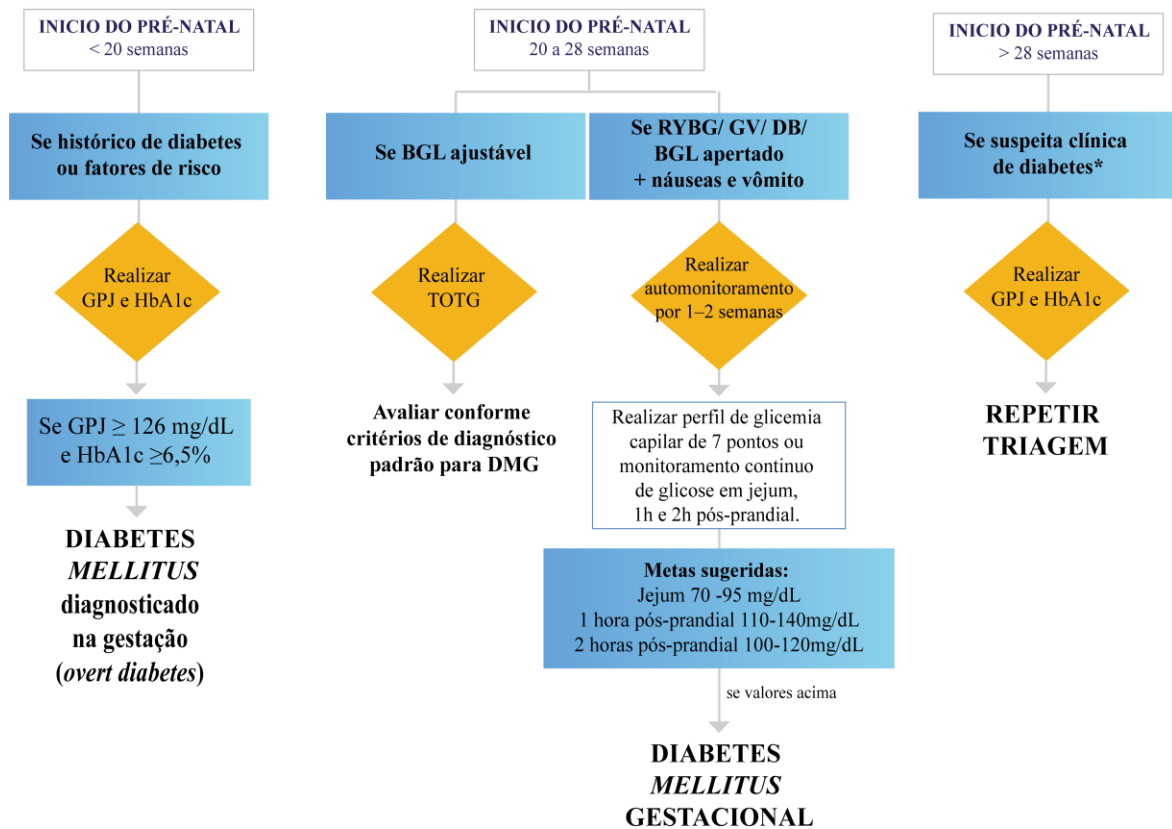 INICIO DO PRÉ-NATAL
< 20 semanas
Se histórico de diabetes
ou fatores de risco
Realizar
GPJ e HbA1c
Se GPJ ≥ 126 mg/dL
e HbA1c ≥6,5%
DIABETES
MELLITUS
diagnosticado
na gestação
(overt diabetes)
INICIO DO PRÉ-NATAL
20 a 28 semanas
Se BGL ajustável
Realizar
TOTG
Avaliar conforme
critérios de diagnóstico
padrão para DMG
Se RYBG/ GV/ DB/
BGL apertado
+ náuseas e vômito
Realizar
automonitoramento
por 1–2 semanas
Realizar perfil de glicemia
capilar de 7 pontos ou
monitoramento continuo
de glicose em jejum,
1h e 2h pós-prandial.
Metas sugeridas:
Jejum 70 -95 mg/dL
1 hora pós-prandial 110-140mg/dL
2 horas pós-prandial 100-120mg/dL
se valores acima
DIABETES
MELLITUS
GESTACIONAL
INICIO DO PRÉ-NATAL
> 28 semanas
Se suspeita clínica
de diabetes*
Realizar
GPJ e HbA1c
REPETIR
TRIAGEM